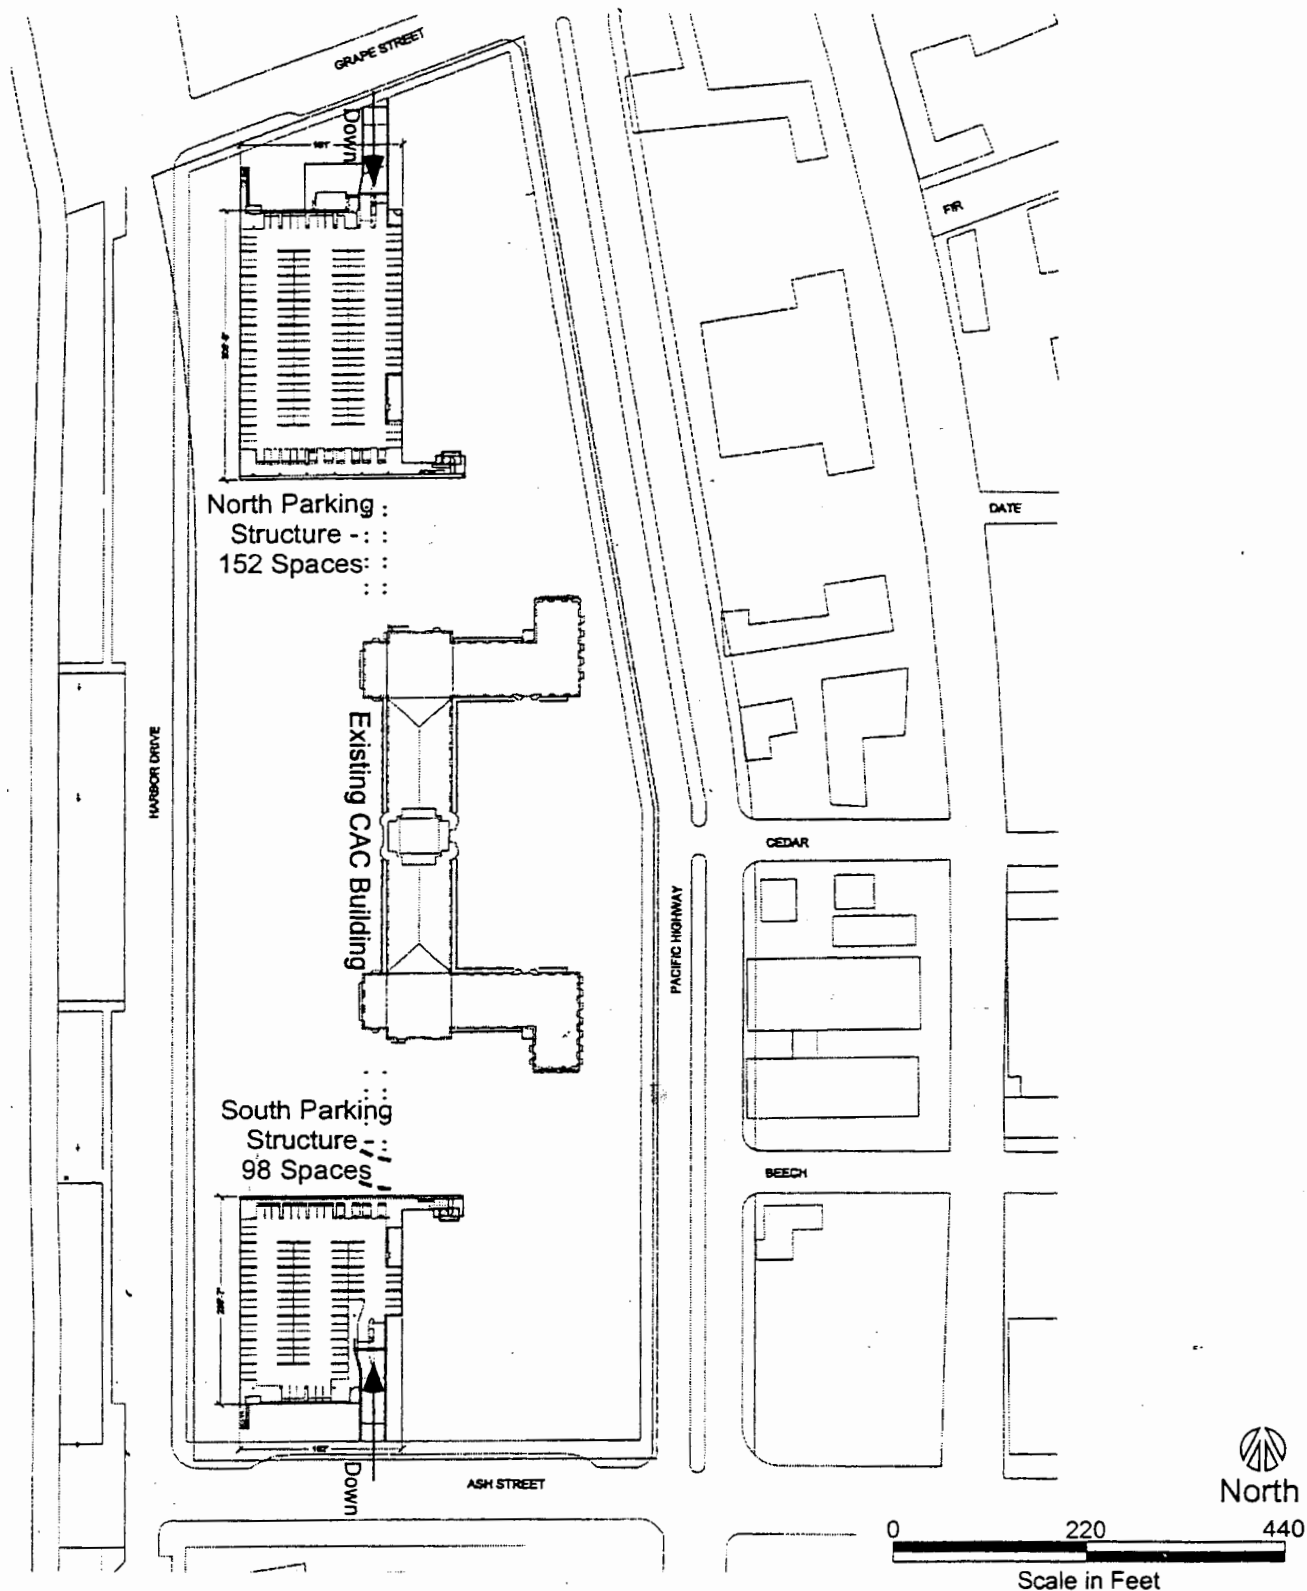 GRAPE STREET
Down
FIR
North Parking
Structure -
152 Spaces
DATE
HARBOR DRIVE
Existing CAC Building
CEDAR
PACIFIC HIGHWAY
South Parking
Structure -
98 Spaces
BEECH
Down
ASH STREET
North
0 220 440
Scale in Feet